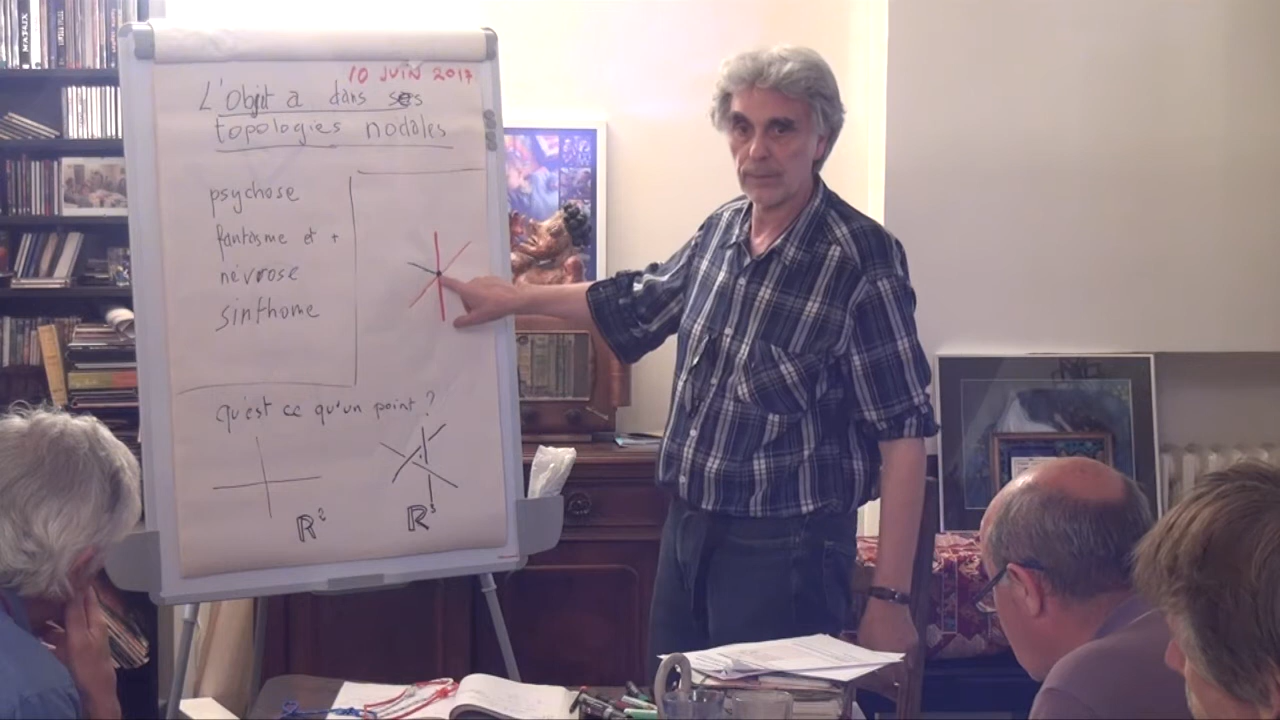 10 JUIN 2017
L'objet a dans ses
topologies nodales
psychose
fantasme et +
névrose
sinthome
qu'est ce qu'un point ?
ℝ² ℝ³